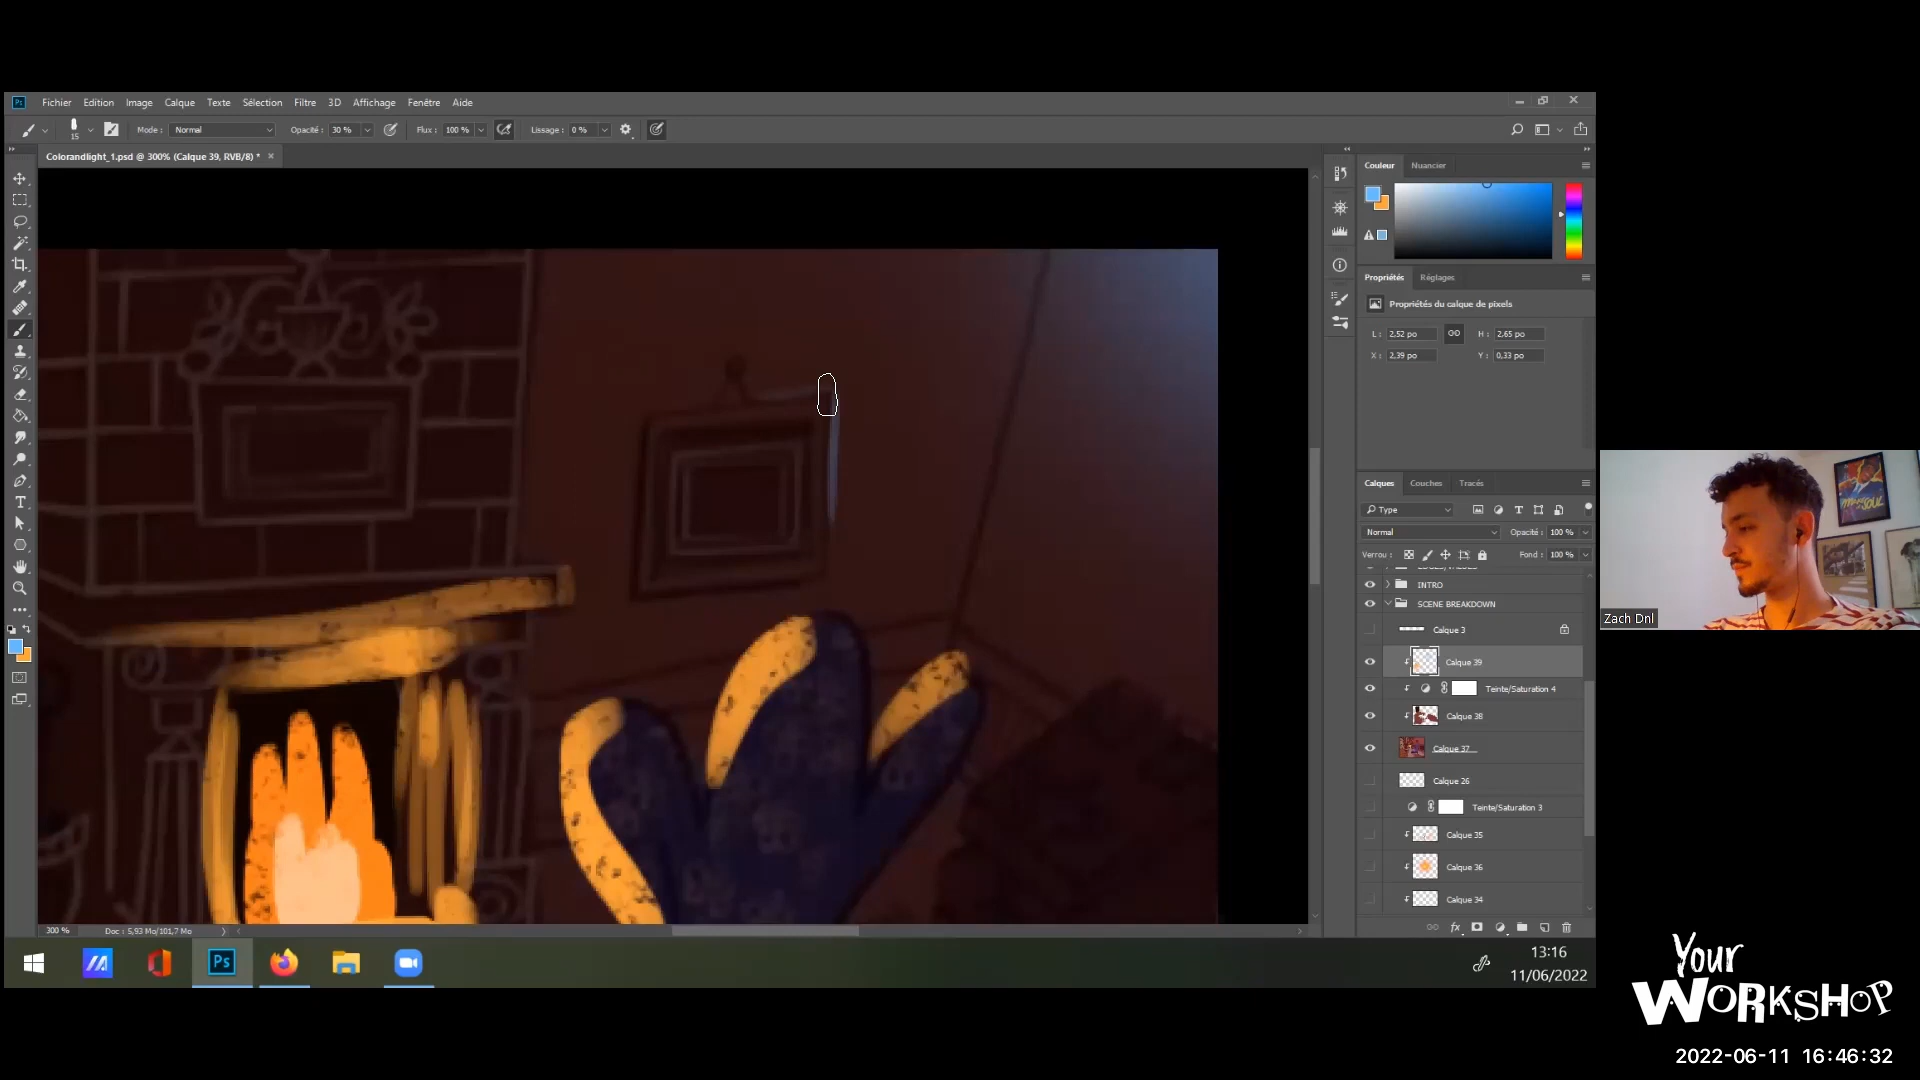 Ps Fichier Edition Image Calque Texte Sélection Filtre 3D Affichage Fenêtre Aide
15 Mode : Normal Opacité : 30 % Flux : 100 % Lissage : 0 %
Colorandlight_1.psd @ 300% (Calque 39, RVB/8) * ×
Couleur Nuancier
Propriétés Réglages
Propriétés du calque de pixels
L : 2,52 po H : 2,65 po
X : 2,39 po Y : 0,33 po
Calques Couches Tracés
Type
Normal Opacité : 100 %
Verrou : Fond : 100 %
INTRO
SCENE BREAKDOWN
Calque 3
Calque 39
Teinte/Saturation 4
Calque 38
Calque 37
Calque 26
Teinte/Saturation 3
Calque 35
Calque 36
Calque 34
fx
300 % Doc : 5,93 Mo/101,7 Mo
Ps
13:16
11/06/2022
Zach Dnl
Your
WORKSHOP
2022-06-11 16:46:32